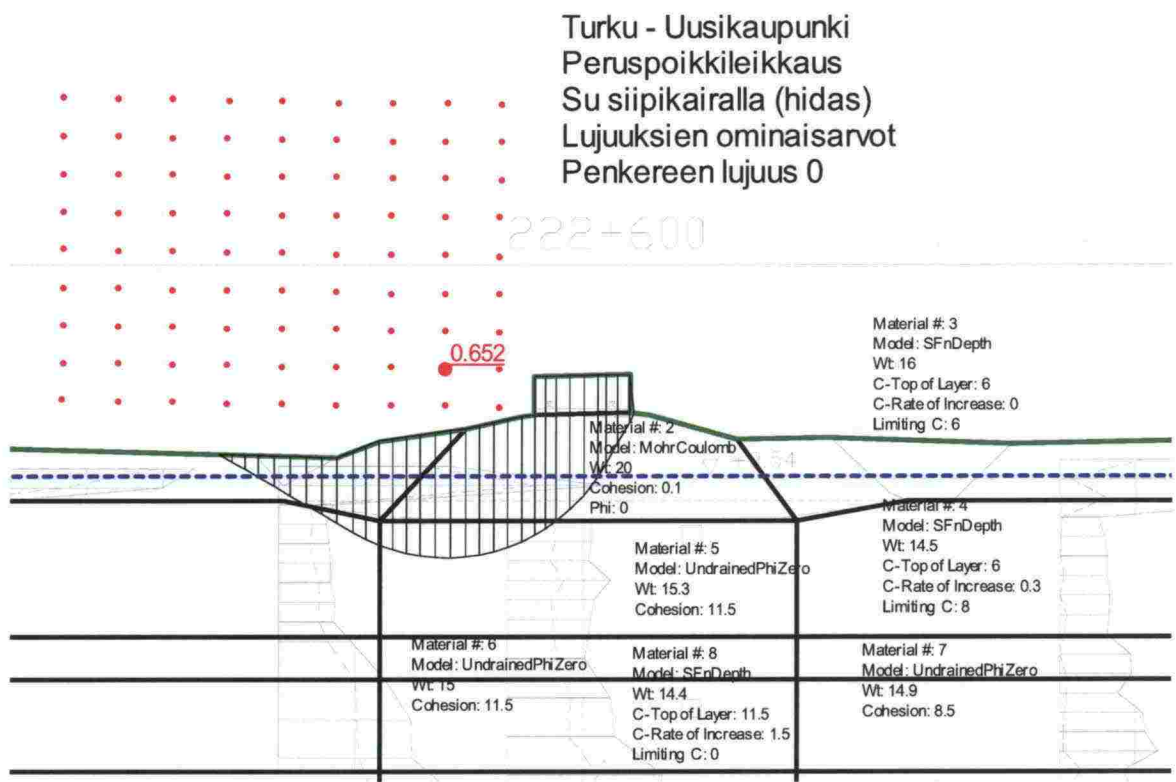 Turku - Uusikaupunki
Peruspoikkileikkaus
Su siipikairalla (hidas)
Lujuuksien ominaisarvot
Penkereen lujuus 0
222+600
0.652
Material #: 3
Model: SFnDepth
Wt: 16
C-Top of Layer: 6
C-Rate of Increase: 0
Limiting C: 6
Material #: 2
Model: MohrCoulomb
Wt: 20
Cohesion: 0.1
Phi: 0
Material #: 4
Model: SFnDepth
Wt: 14.5
C-Top of Layer: 6
C-Rate of Increase: 0.3
Limiting C: 8
Material #: 5
Model: UndrainedPhiZero
Wt: 15.3
Cohesion: 11.5
Material #: 6
Model: UndrainedPhiZero
Wt: 15
Cohesion: 11.5
Material #: 8
Model: SFnDepth
Wt: 14.4
C-Top of Layer: 11.5
C-Rate of Increase: 1.5
Limiting C: 0
Material #: 7
Model: UndrainedPhiZero
Wt: 14.9
Cohesion: 8.5